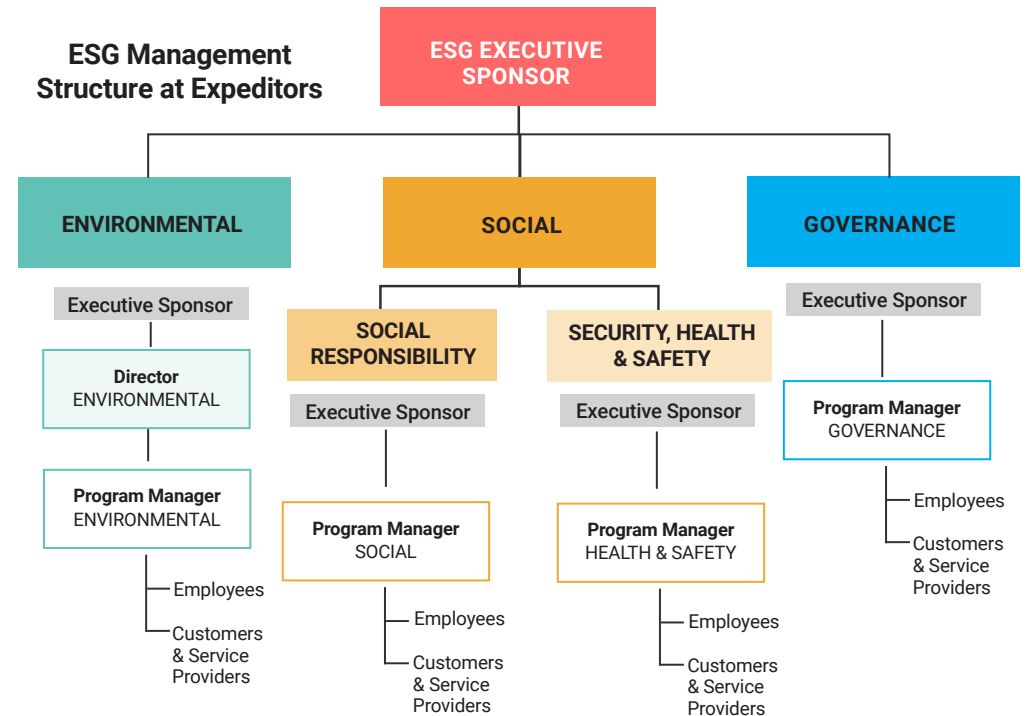 ESG Management
Structure at Expeditors
ESG EXECUTIVE
SPONSOR
ENVIRONMENTAL
Executive Sponsor
Director
ENVIRONMENTAL
Program Manager
ENVIRONMENTAL
Employees
Customers
& Service
Providers
SOCIAL
SOCIAL
RESPONSIBILITY
Executive Sponsor
Program Manager
SOCIAL
Employees
Customers
& Service
Providers
SECURITY, HEALTH
& SAFETY
Executive Sponsor
Program Manager
HEALTH & SAFETY
Employees
Customers
& Service
Providers
GOVERNANCE
Executive Sponsor
Program Manager
GOVERNANCE
Employees
Customers
& Service
Providers